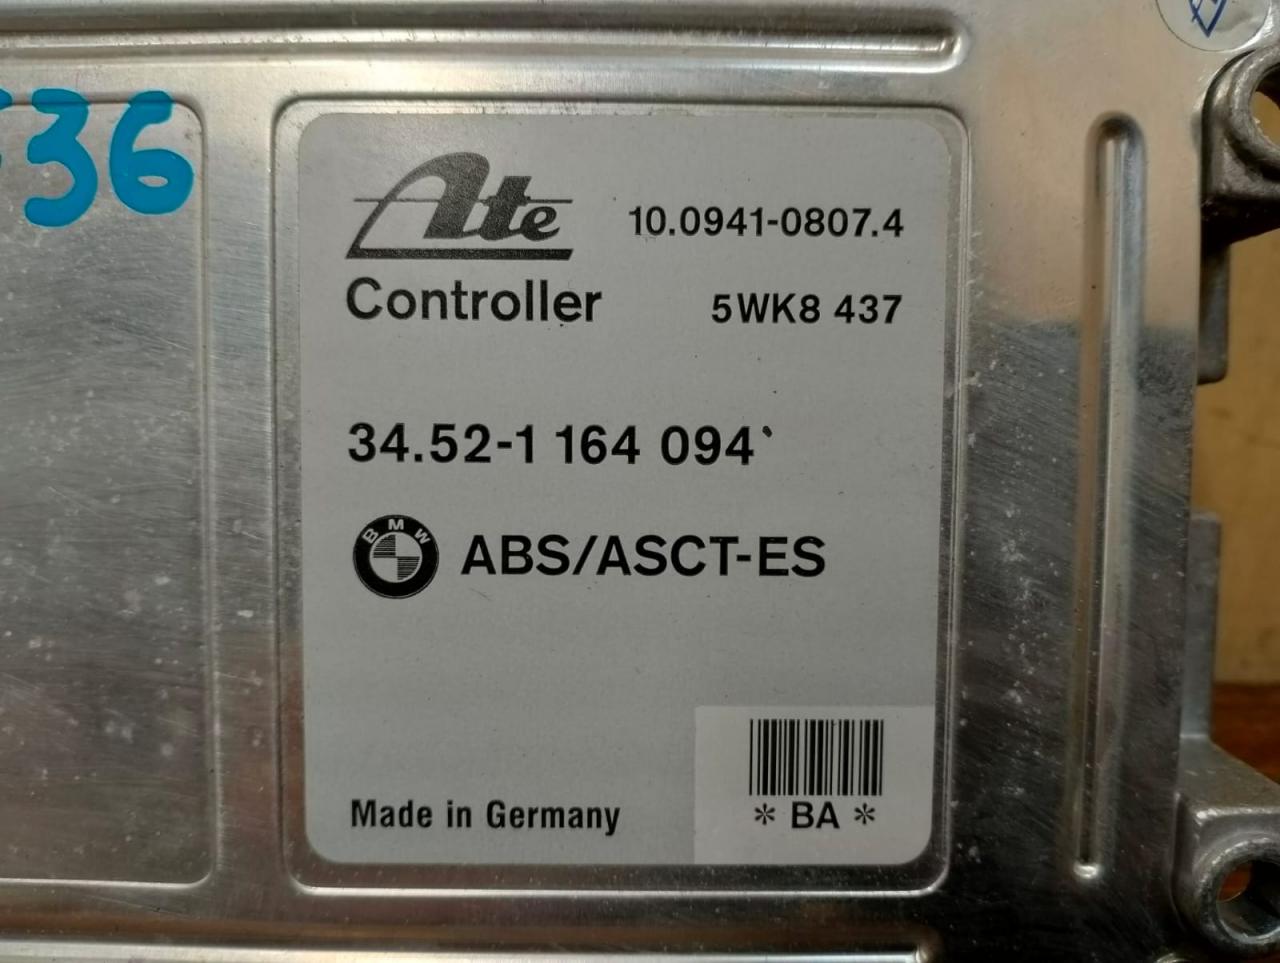 36
Ate 10.0941-0807.4
Controller 5WK8 437
34.52-1 164 094
BMW ABS/ASCT-ES
Made in Germany
* BA *